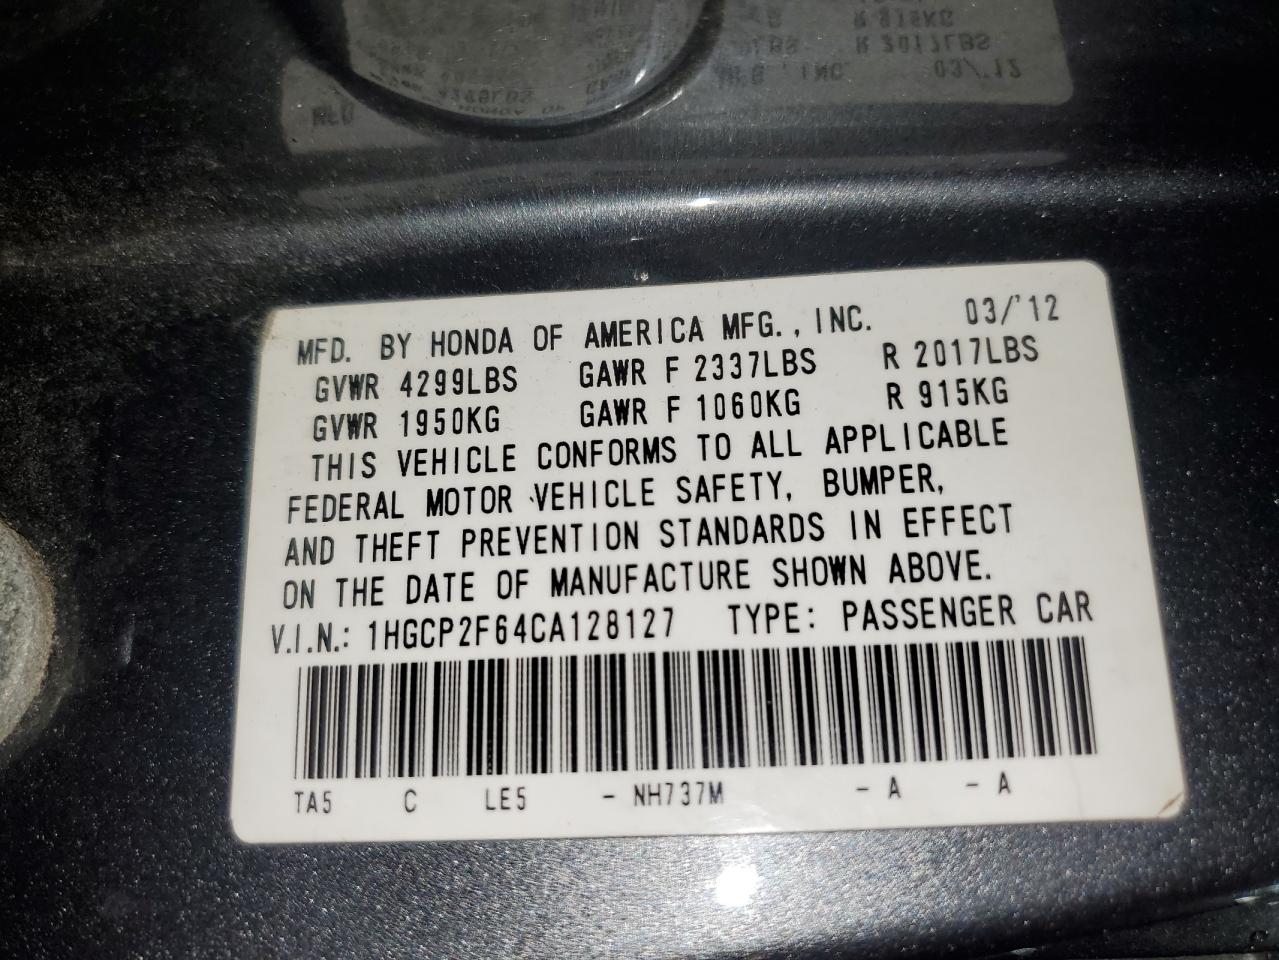 MFD. BY HONDA OF AMERICA MFG., INC. 03/'12
GVWR 4299LBS GAWR F 2337LBS R 2017LBS
GVWR 1950KG GAWR F 1060KG R 915KG
THIS VEHICLE CONFORMS TO ALL APPLICABLE
FEDERAL MOTOR VEHICLE SAFETY, BUMPER,
AND THEFT PREVENTION STANDARDS IN EFFECT
ON THE DATE OF MANUFACTURE SHOWN ABOVE.
V.I.N.: 1HGCP2F64CA128127 TYPE: PASSENGER CAR
TA5 C LE5 - NH737M - A - A